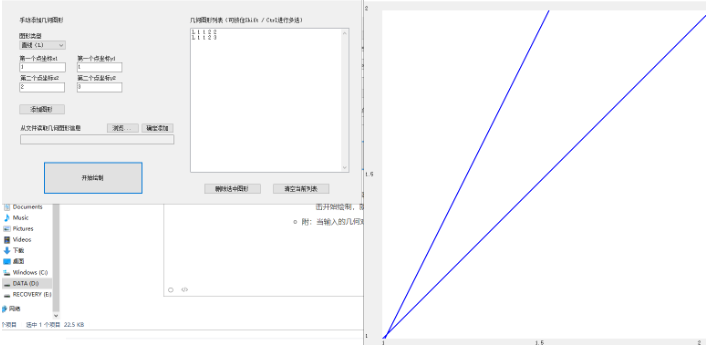 手动添加几何图形
图形类型
直线 (L)
第一个点坐标x1
第一个点坐标y1
1
1
第二个点坐标x2
第二个点坐标y2
2
3
添加图形
从文件读取几何图形信息
浏览...
确定添加
开始绘制
几何图形列表 (可按住Shift / Ctrl进行多选)
L 1 1 2 2
L 1 1 2 3
删除选中图形
清空当前列表
Documents
Music
Pictures
Videos
下载
桌面
Windows (C:)
DATA (D:)
RECOVERY (E:)
网络
个项目 选中 1 个项目 22.5 KB
击开始绘制,
附:当输入的几何对
</>
2
1.5
1
1
1.5
2